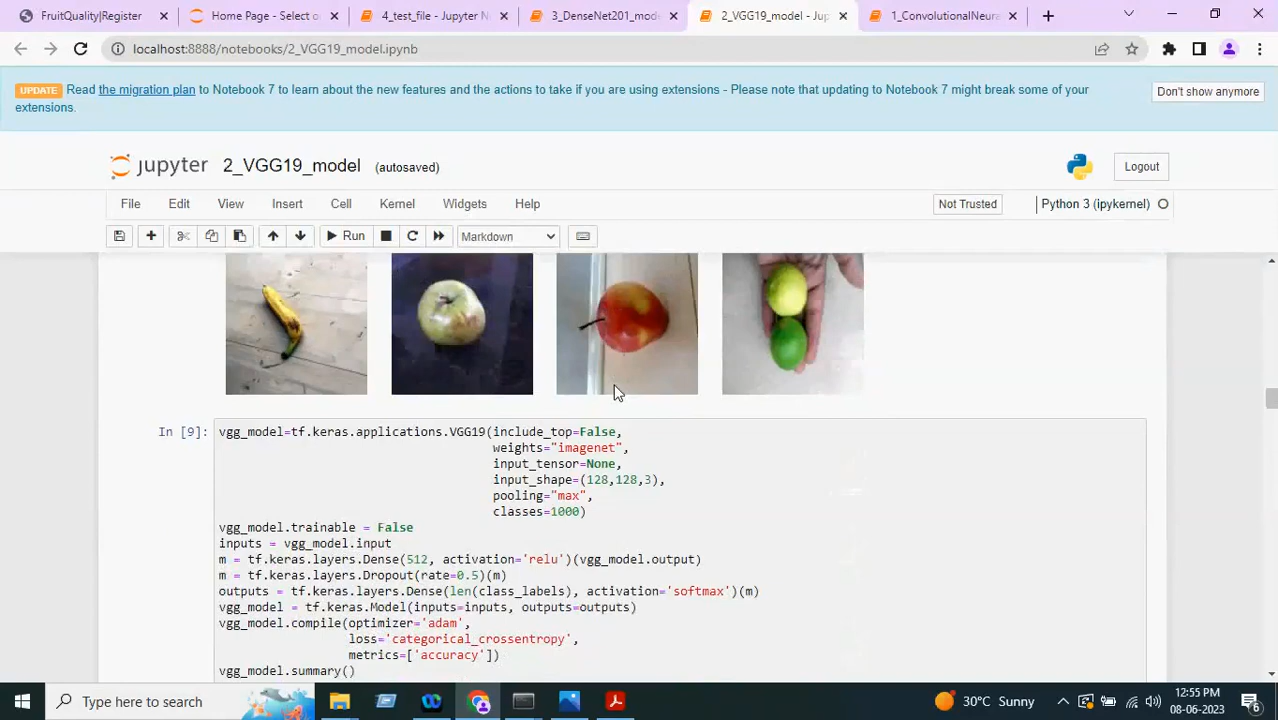 FruitQuality|Register
Home Page - Select o
4_test_file - Jupyter N
3_DenseNet201_mode
2_VGG19_model - Jup
1_ConvolutionalNeura
localhost:8888/notebooks/2_VGG19_model.ipynb
UPDATE Read the migration plan to Notebook 7 to learn about the new features and the actions to take if you are using extensions - Please note that updating to Notebook 7 might break some of your
extensions.
Don't show anymore
jupyter 2_VGG19_model (autosaved)
Logout
File Edit View Insert Cell Kernel Widgets Help
Not Trusted
Python 3 (ipykernel)
Run
Markdown
In [9]:
vgg_model=tf.keras.applications.VGG19(include_top=False,
weights="imagenet",
input_tensor=None,
input_shape=(128,128,3),
pooling="max",
classes=1000)
vgg_model.trainable = False
inputs = vgg_model.input
m = tf.keras.layers.Dense(512, activation='relu')(vgg_model.output)
m = tf.keras.layers.Dropout(rate=0.5)(m)
outputs = tf.keras.layers.Dense(len(class_labels), activation='softmax')(m)
vgg_model = tf.keras.Model(inputs=inputs, outputs=outputs)
vgg_model.compile(optimizer='adam',
loss='categorical_crossentropy',
metrics=['accuracy'])
vgg_model.summary()
Type here to search
30°C Sunny
12:55 PM
08-06-2023
6